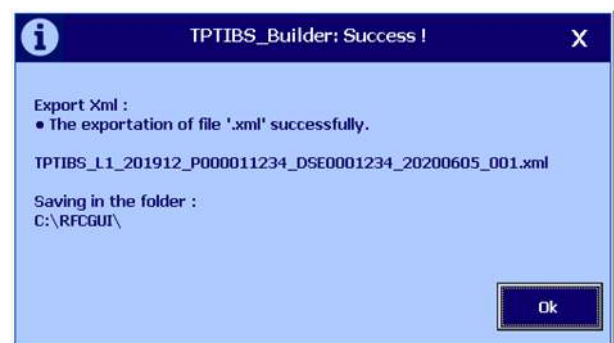 TPTIBS_Builder: Success !
X
Export Xml :
• The exportation of file '.xml' successfully.
TPTIBS_L1_201912_P000011234_DSE0001234_20200605_001.xml
Saving in the folder :
C:\RFCGUI\
Ok